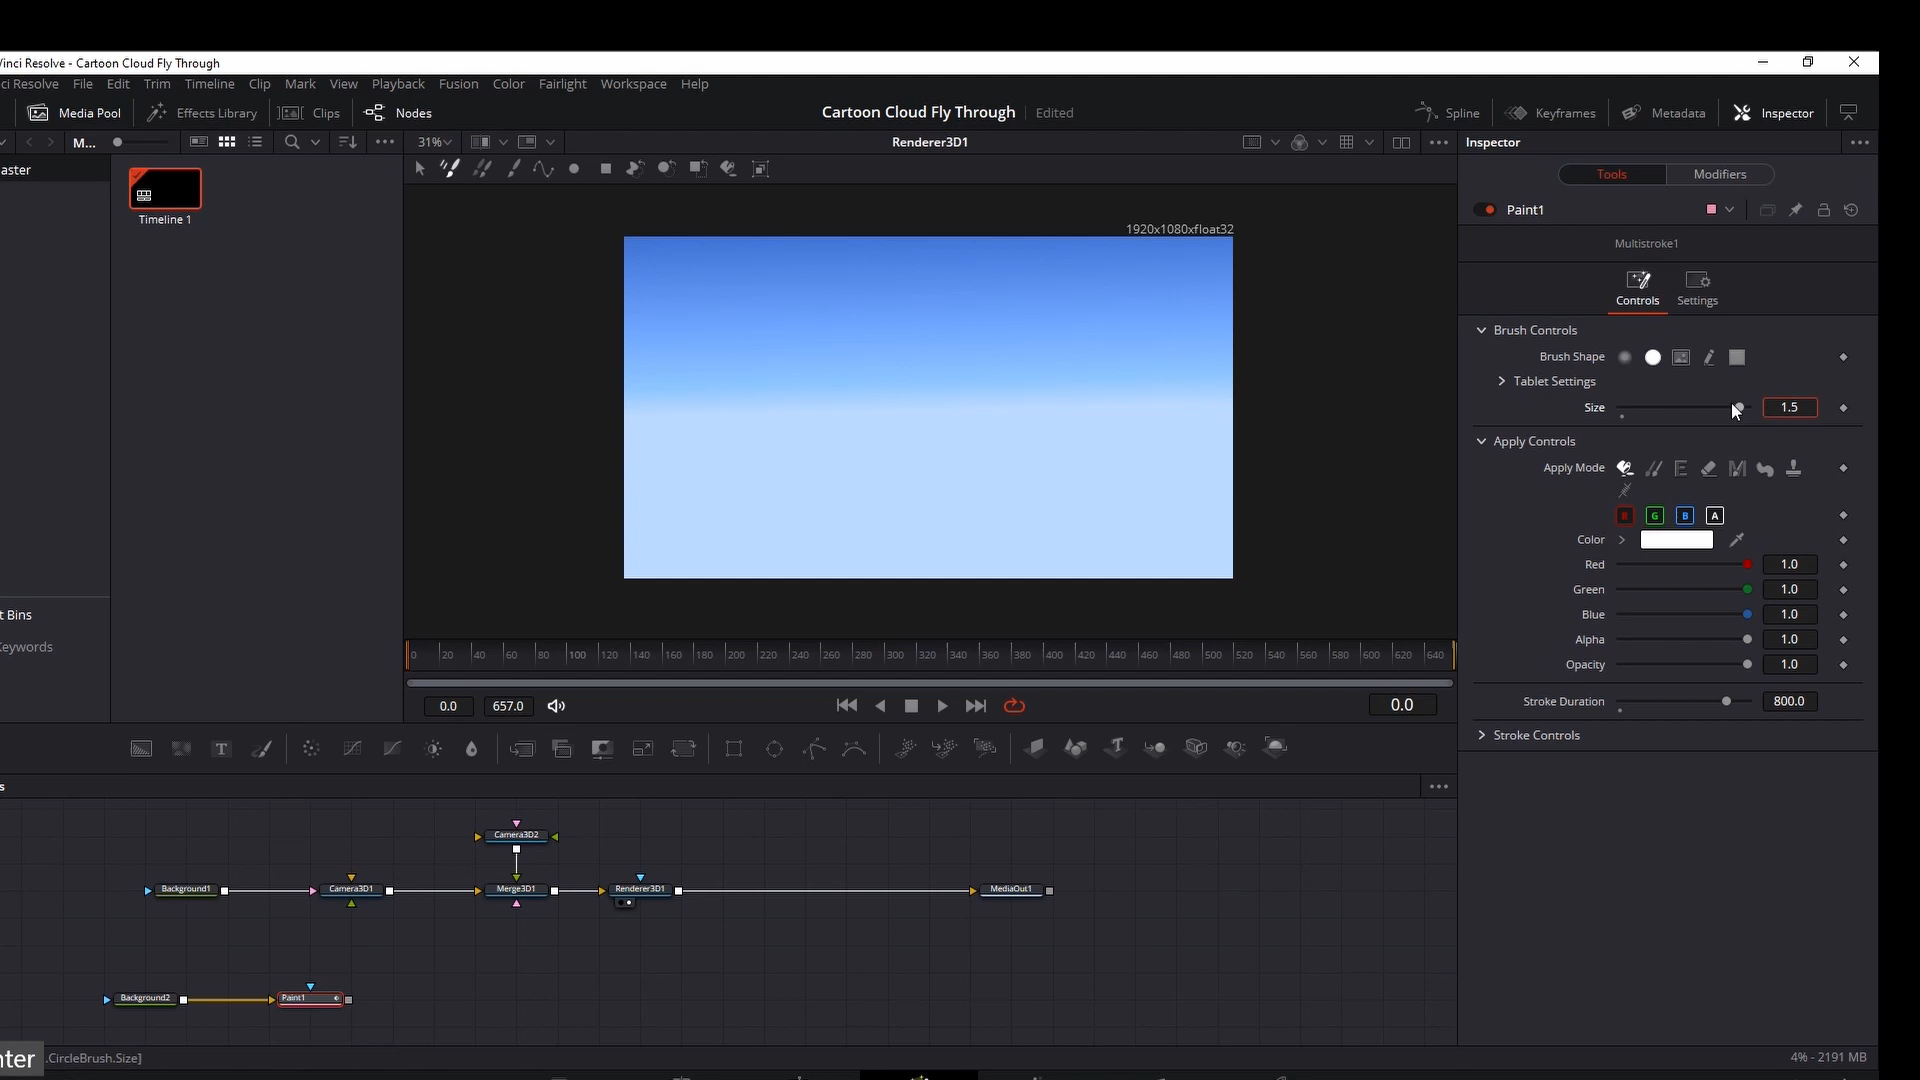 Vinci Resolve - Cartoon Cloud Fly Through
ci Resolve File Edit Trim Timeline Clip Mark View Playback Fusion Color Fairlight Workspace Help
Media Pool Effects Library Clips Nodes Cartoon Cloud Fly Through Edited Spline Keyframes Metadata Inspector
M... 31% Renderer3D1 Inspector
aster
Timeline 1
Tools Modifiers
Paint1
1920x1080xfloat32
Multistroke1
Controls Settings
Brush Controls
Brush Shape
Tablet Settings
Size 1.5
Apply Controls
Apply Mode
R G B A
Color
Red 1.0
Green 1.0
Blue 1.0
Alpha 1.0
Opacity 1.0
Stroke Duration 800.0
Stroke Controls
t Bins
Keywords
0 20 40 60 80 100 120 140 160 180 200 220 240 260 280 300 320 340 360 380 400 420 440 460 480 500 520 540 560 580 600 620 640
0.0 657.0 0.0
T
s
Camera3D2
Background1 Camera3D1 Merge3D1 Renderer3D1 MediaOut1
Background2 Paint1
nter .CircleBrush.Size] 4% - 2191 MB